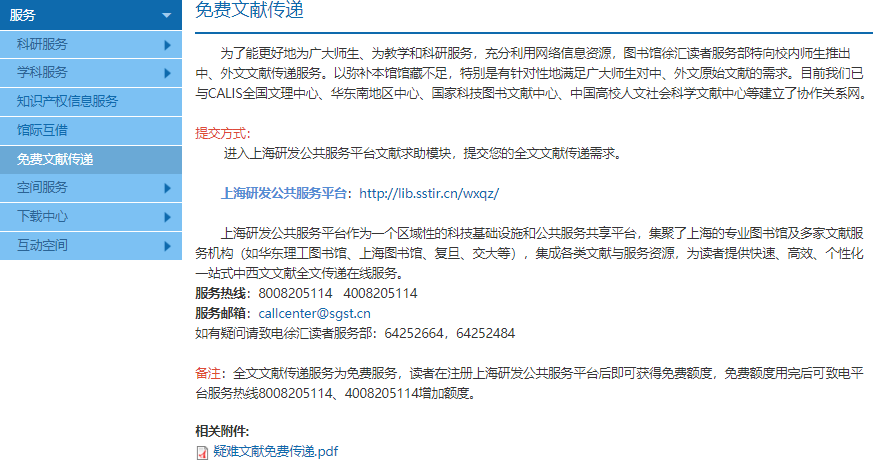 服务
科研服务
学科服务
知识产权信息服务
馆际互借
免费文献传递
空间服务
下载中心
互动空间
免费文献传递
为了能更好地为广大师生、为教学和科研服务，充分利用网络信息资源，图书馆徐汇读者服务部特向校内师生推出
中、外文文献传递服务。以弥补本馆馆藏不足，特别是有针对性地满足广大师生对中、外文原始文献的需求。目前我们已
与CALIS全国文理中心、华东南地区中心、国家科技图书文献中心、中国高校人文社会科学文献中心等建立了协作关系网。
提交方式：
进入上海研发公共服务平台文献求助模块，提交您的全文文献传递需求。
上海研发公共服务平台：http://lib.sstir.cn/wxqz/
上海研发公共服务平台作为一个区域性的科技基础设施和公共服务共享平台，集聚了上海的专业图书馆及多家文献服
务机构（如华东理工图书馆、上海图书馆、复旦、交大等），集成各类文献与服务资源，为读者提供快速、高效、个性化
一站式中西文文献全文传递在线服务。
服务热线：8008205114 4008205114
服务邮箱：callcenter@sgst.cn
如有疑问请致电徐汇读者服务部：64252664，64252484
备注：全文文献传递服务为免费服务，读者在注册上海研发公共服务平台后即可获得免费额度，免费额度用完后可致电平
台服务热线8008205114、4008205114增加额度。
相关附件:
疑难文献免费传递.pdf